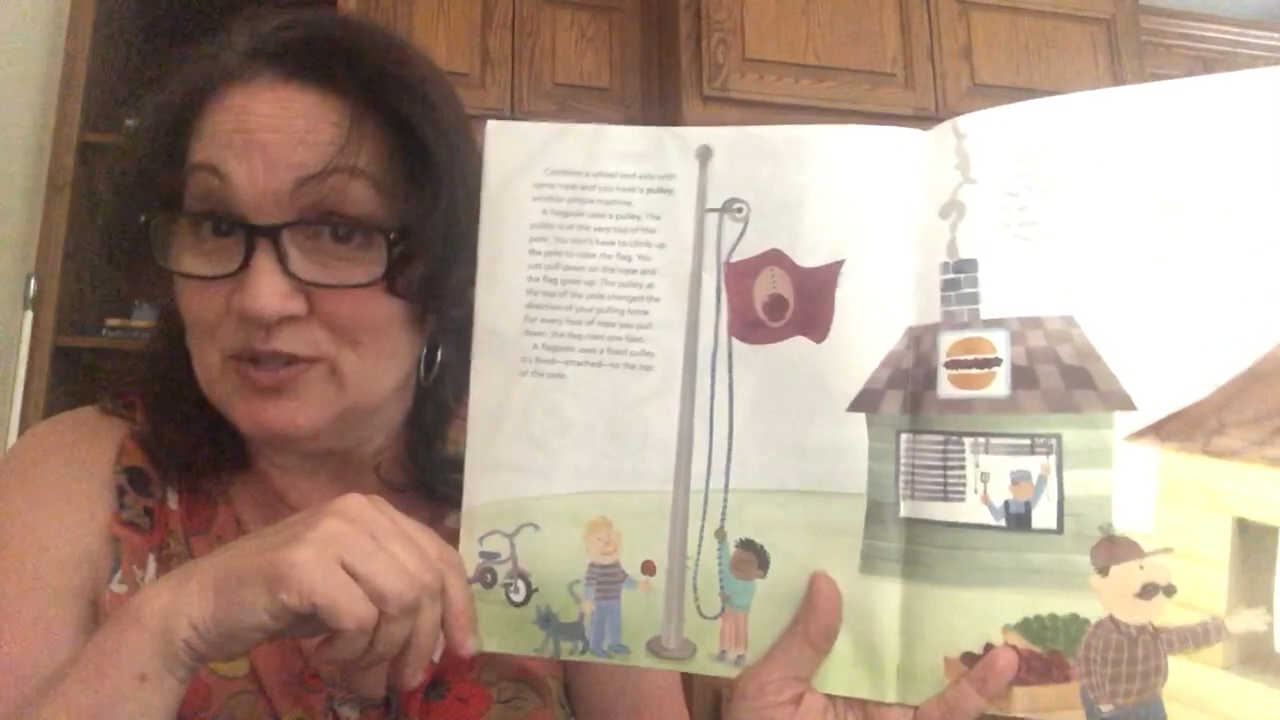 Combine a wheel and axle with
some rope and you have a pulley,
another simple machine.
A flagpole uses a pulley. The
pulley is at the very top of the
pole. You don't have to climb up
the pole to raise the flag. You
just pull down on the rope and
the flag goes up. The pulley at
the top of the pole changes the
direction of your pulling force.
For every foot of rope you pull
down, the flag rises one foot.
A flagpole uses a fixed pulley.
It's fixed—attached—to the top
of the pole.